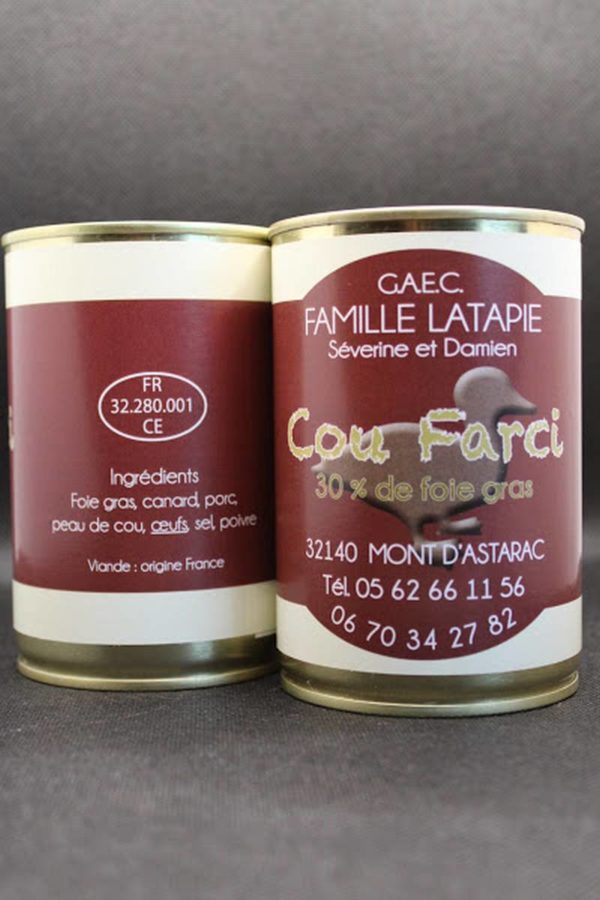 FR
32.280.001
CE
Ingrédients
Foie gras, canard, porc,
peau de cou, œufs, sel, poivre
Viande : origine France
G.A.E.C.
FAMILLE LATAPIE
Séverine et Damien
Cou Farci
30 % de foie gras
32140 MONT D'ASTARAC
Tél. 05 62 66 11 56
06 70 34 27 82